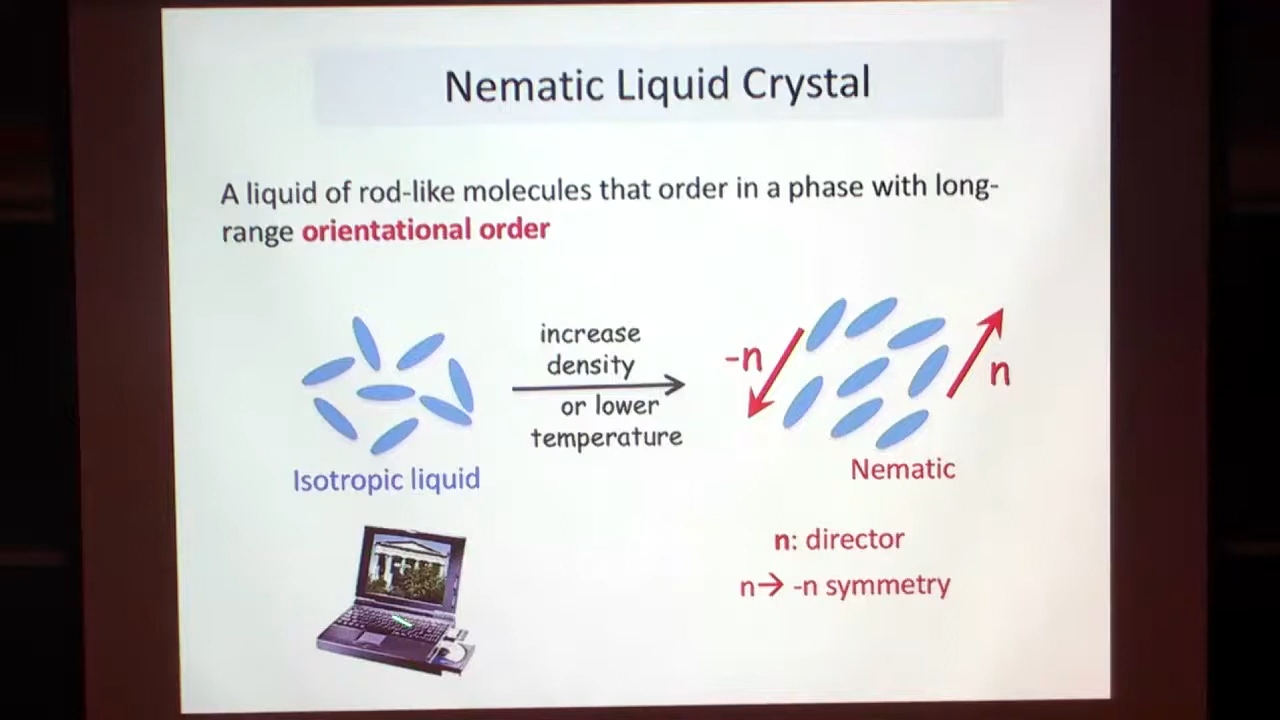 Nematic Liquid Crystal
A liquid of rod-like molecules that order in a phase with long-
range orientational order
increase
density
or lower
temperature
-n
n
Isotropic liquid
Nematic
n: director
n→ -n symmetry